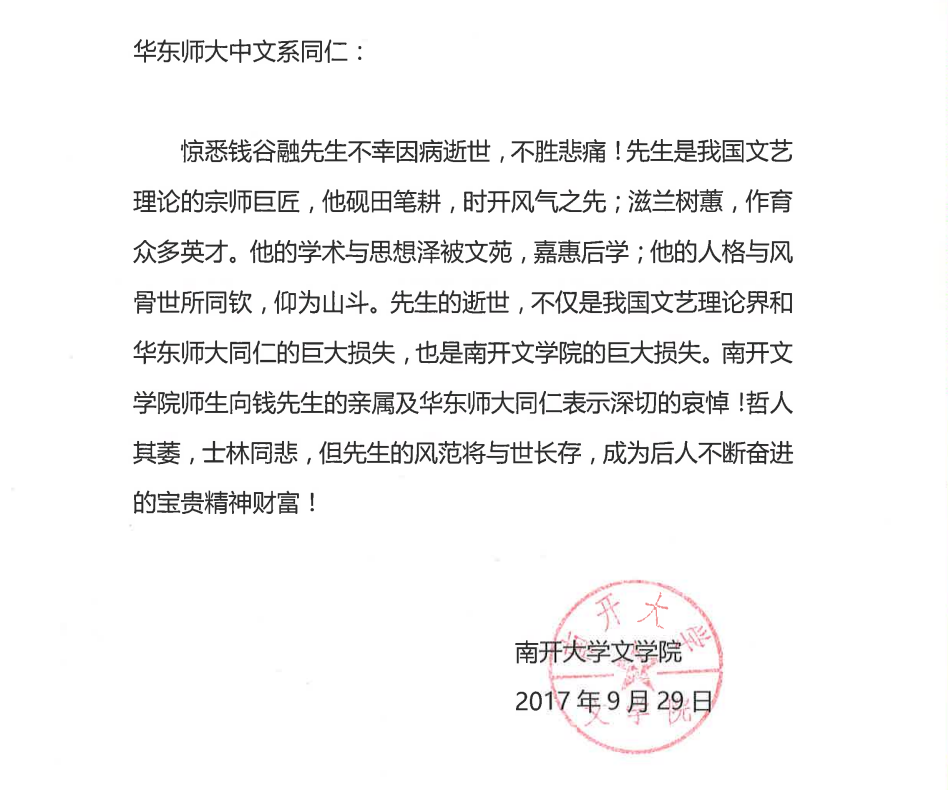 华东师大中文系同仁：
惊悉钱谷融先生不幸因病逝世，不胜悲痛！先生是我国文艺
理论的宗师巨匠，他砚田笔耕，时开风气之先；滋兰树蕙，作育
众多英才。他的学术与思想泽被文苑，嘉惠后学；他的人格与风
骨世所同钦，仰为山斗。先生的逝世，不仅是我国文艺理论界和
华东师大同仁的巨大损失，也是南开文学院的巨大损失。南开文
学院师生向钱先生的亲属及华东师大同仁表示深切的哀悼！哲人
其萎，士林同悲，但先生的风范将与世长存，成为后人不断奋进
的宝贵精神财富！
南开大学
南开大学文学院
2017 年 9 月 29 日
文学院